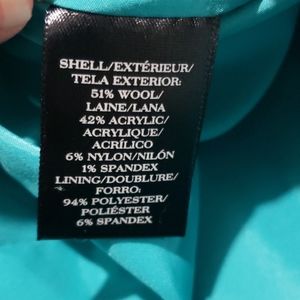 SHELL/EXTÉRIEUR/
TELA EXTERIOR:
51% WOOL/
LAINE/LANA
42% ACRYLIC/
ACRYLIQUE/
ACRÍLICO
6% NYLON/NILÓN
1% SPANDEX
LINING/DOUBLURE/
FORRO:
94% POLYESTER/
POLIÉSTER
6% SPANDEX